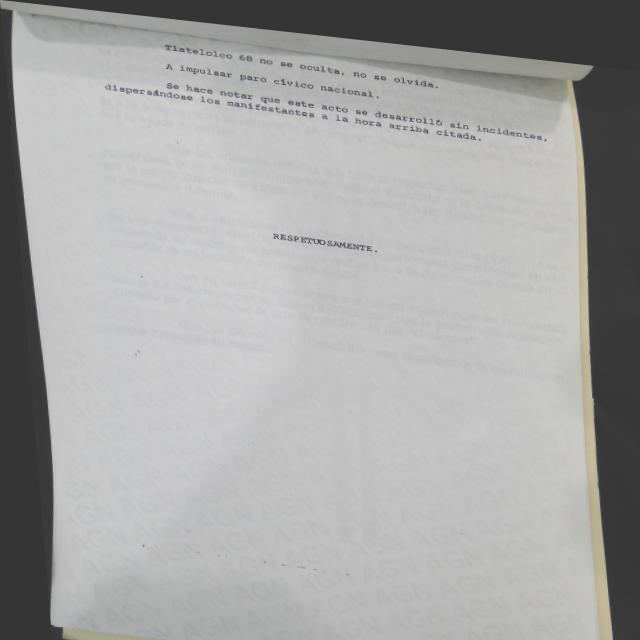 Tlatelolco 68 no se oculta, no se olvida.
A impulsar paro cívico nacional.
Se hace notar que este acto se desarrolló sin incidentes,
dispersándose los manifestantes a la hora arriba citada.
RESPETUOSAMENTE.